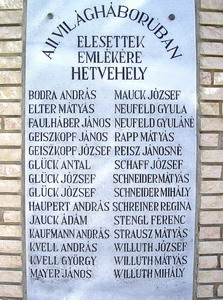 A II. VILÁGHÁBORÚBAN
ELESETTEK
EMLÉKÉRE
HETVEHELY
BODRA ANDRÁS
ELTER MÁTYÁS
FAULHÁBER JÁNOS
GEISZKOPF JÁNOS
GEISZKOPF JÓZSEF
GLÜCK ANTAL
GLÜCK JÓZSEF
GLÜCK JÓZSEF
HAUPERT ANDRÁS
JAUCK ÁDÁM
KAUFMANN ANDRÁS
KVELL ANDRÁS
KVELL GYÖRGY
MAYER JÁNOS
MAUCK JÓZSEF
NEUFELD GYULA
NEUFELD GYULÁNÉ
RAPP MÁTYÁS
REISZ JÁNOSNÉ
SCHAFF JÓZSEF
SCHNEIDER MÁTYÁS
SCHNEIDER MIHÁLY
SCHREINER REGINA
STENGL FERENC
STRAUSZ MÁTYÁS
WILLUTH JÓZSEF
WILLUTH MÁTYÁS
WILLUTH MIHÁLY